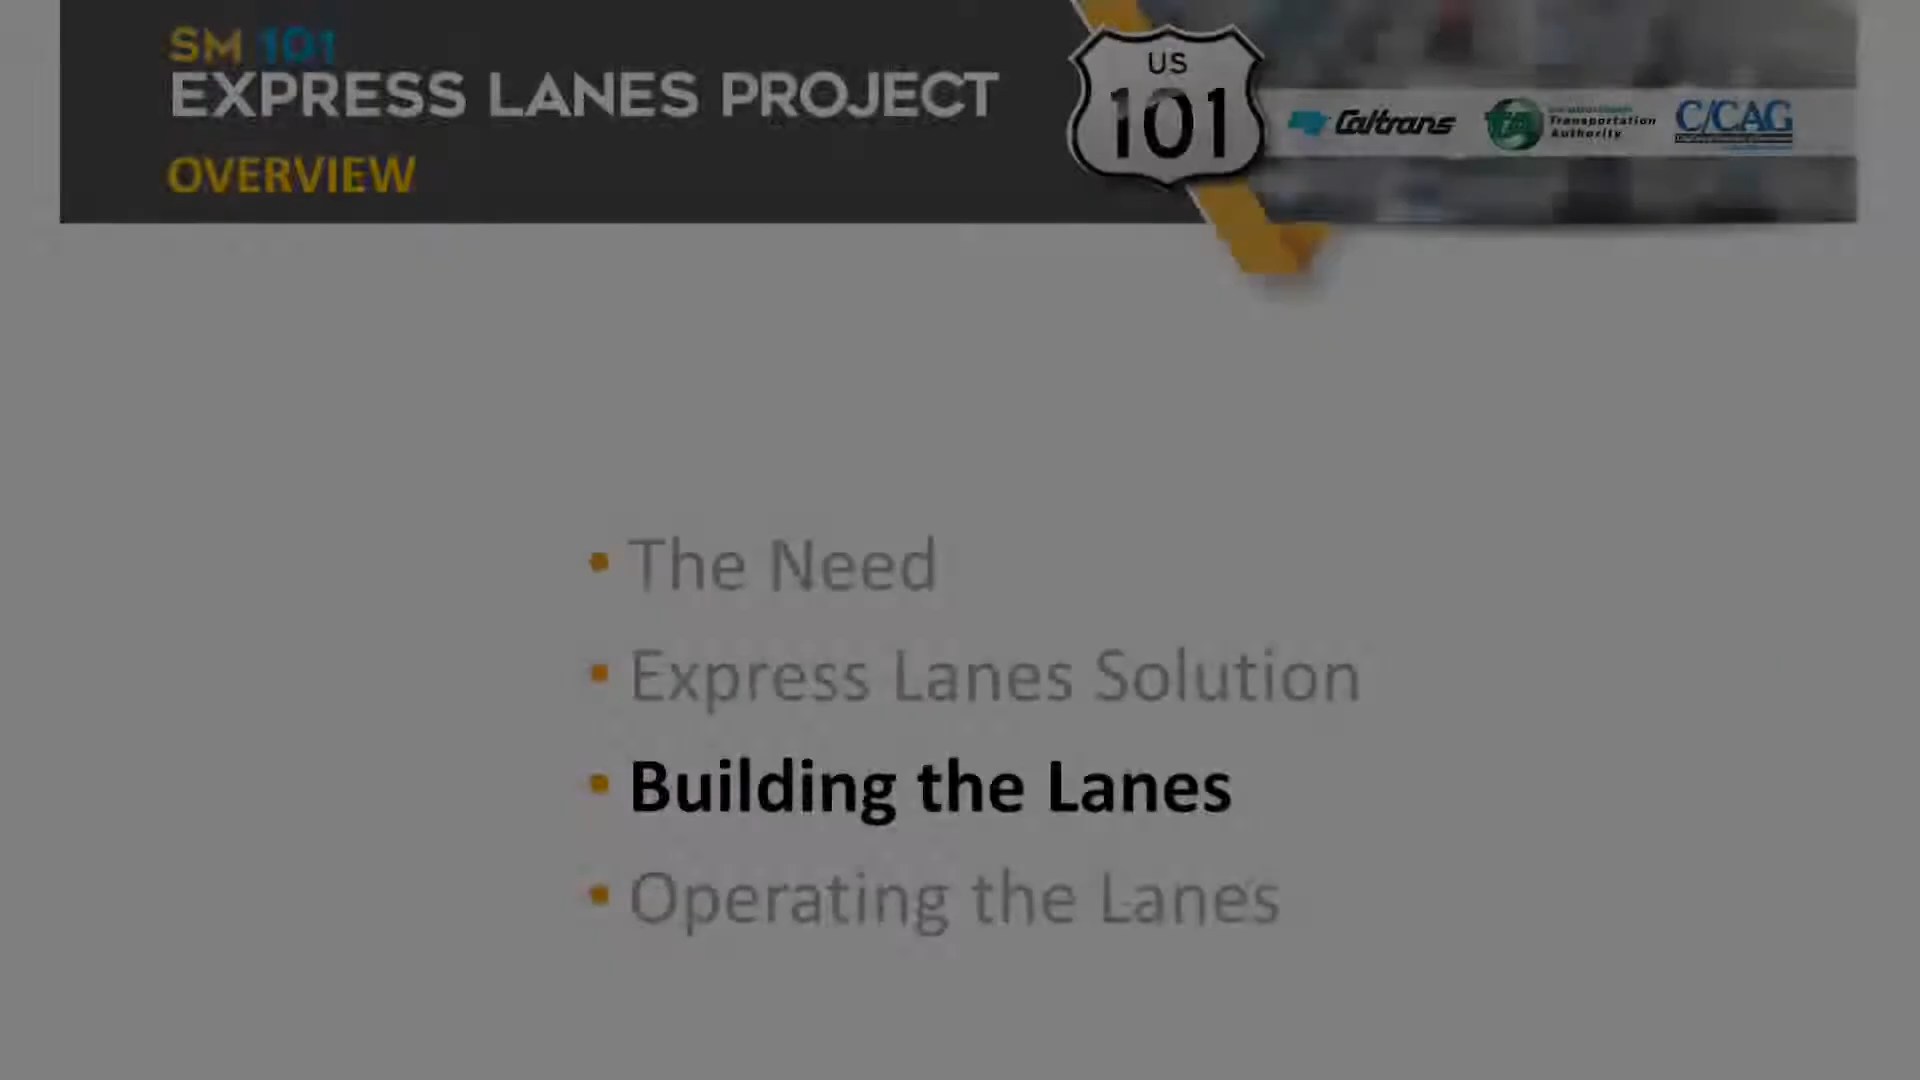 SM 101
EXPRESS LANES PROJECT
OVERVIEW
US
101
Caltrans
Transportation
Authority
C/CAG
• The Need
• Express Lanes Solution
• Building the Lanes
• Operating the Lanes